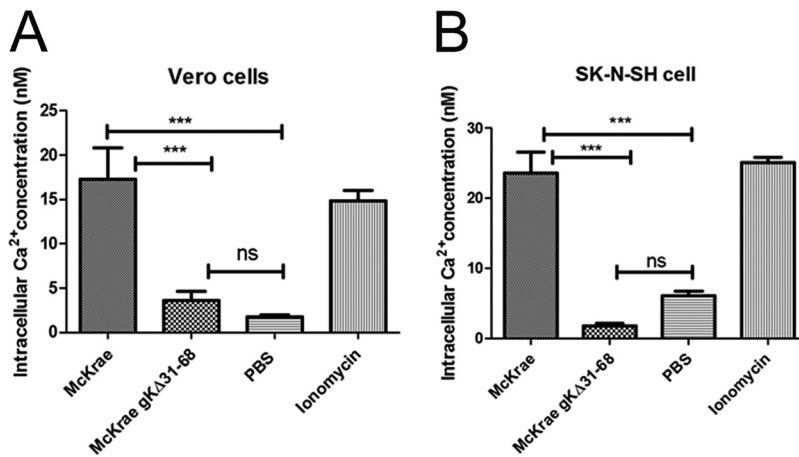 A
Vero cells
Intracellular Ca2+concentration (nM)
25
20
15
10
5
0
***
***
ns
McKrae
McKrae gKΔ31-68
PBS
Ionomycin
B
SK-N-SH cell
Intracellular Ca2+concentration (nM)
30
20
10
0
***
***
ns
McKrae
McKrae gKΔ31-68
PBS
Ionomycin